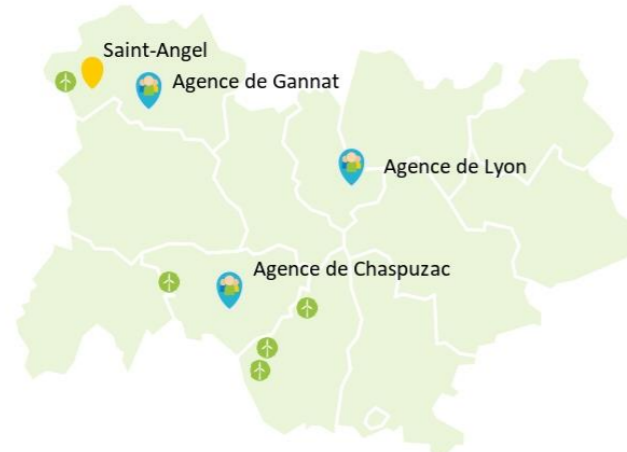 Saint-Angel
Agence de Gannat
Agence de Lyon
Agence de Chaspuzac